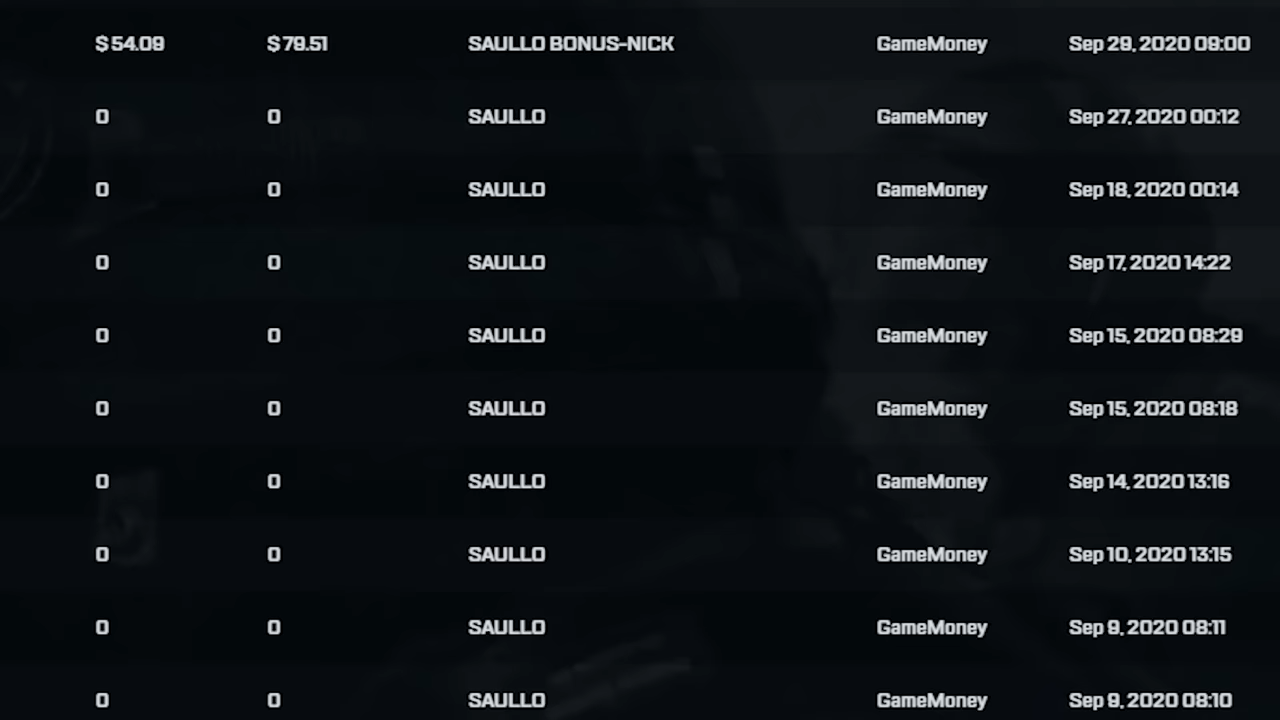 $ 54.09 $ 79.51 SAULLO BONUS-NICK GameMoney Sep 29, 2020 09:00
0 0 SAULLO GameMoney Sep 27, 2020 00:12
0 0 SAULLO GameMoney Sep 18, 2020 00:14
0 0 SAULLO GameMoney Sep 17, 2020 14:22
0 0 SAULLO GameMoney Sep 15, 2020 08:29
0 0 SAULLO GameMoney Sep 15, 2020 08:18
0 0 SAULLO GameMoney Sep 14, 2020 13:16
0 0 SAULLO GameMoney Sep 10, 2020 13:15
0 0 SAULLO GameMoney Sep 9, 2020 08:11
0 0 SAULLO GameMoney Sep 9, 2020 08:10